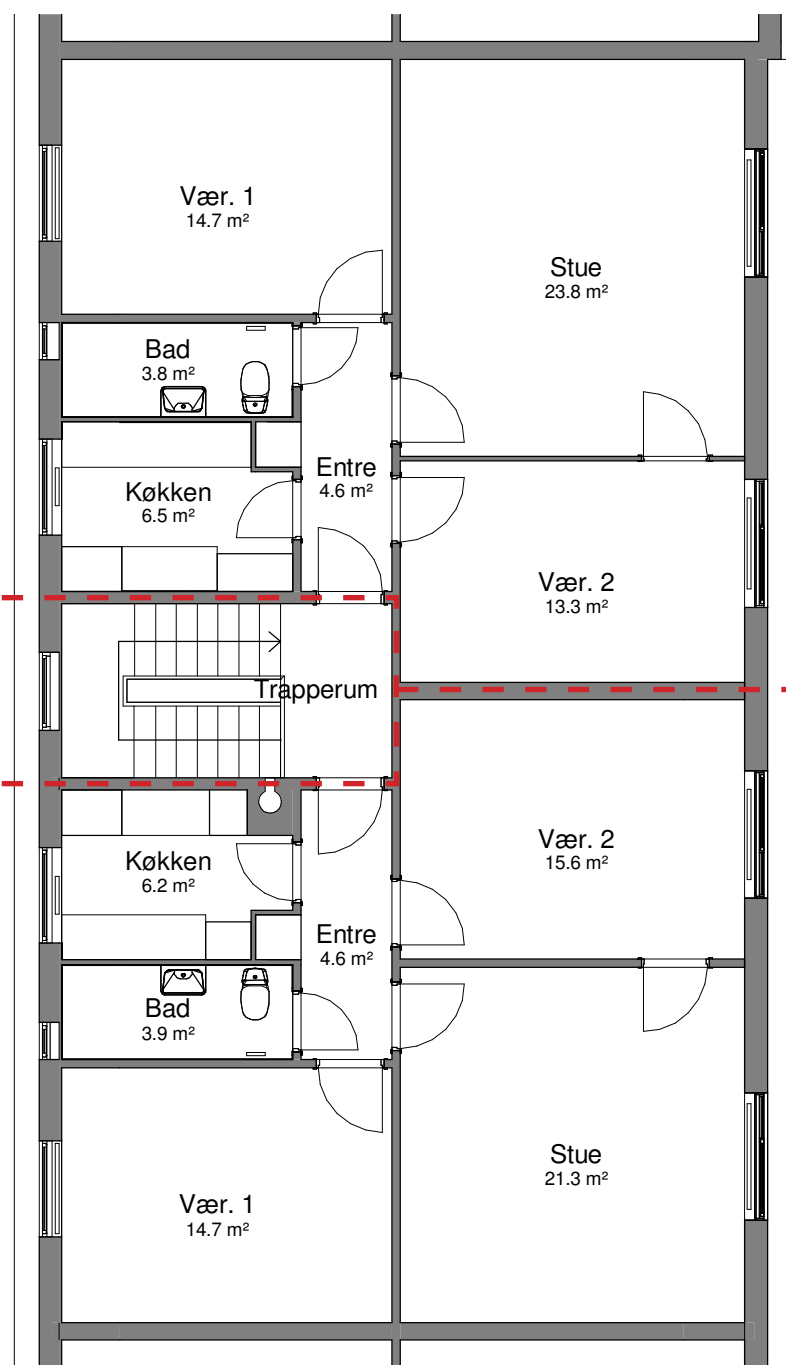 Vær. 1
14.7 m²
Stue
23.8 m²
Bad
3.8 m²
Entre
4.6 m²
Køkken
6.5 m²
Vær. 2
13.3 m²
Trapperum
Vær. 2
15.6 m²
Køkken
6.2 m²
Entre
4.6 m²
Bad
3.9 m²
Stue
21.3 m²
Vær. 1
14.7 m²